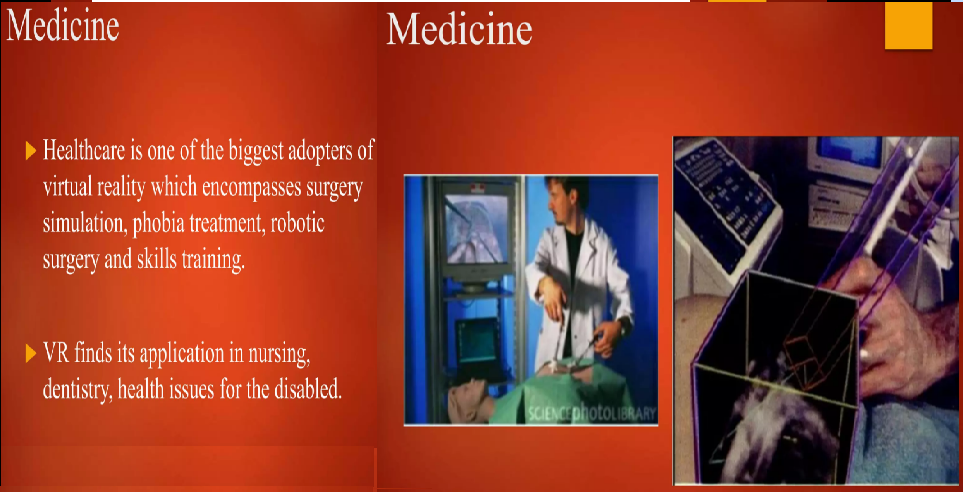 Medicine
Healthcare is one of the biggest adopters of
virtual reality which encompasses surgery
simulation, phobia treatment, robotic
surgery and skills training.
VR finds its application in nursing,
dentistry, health issues for the disabled.
Medicine
SCIENCEphotoLIBRARY